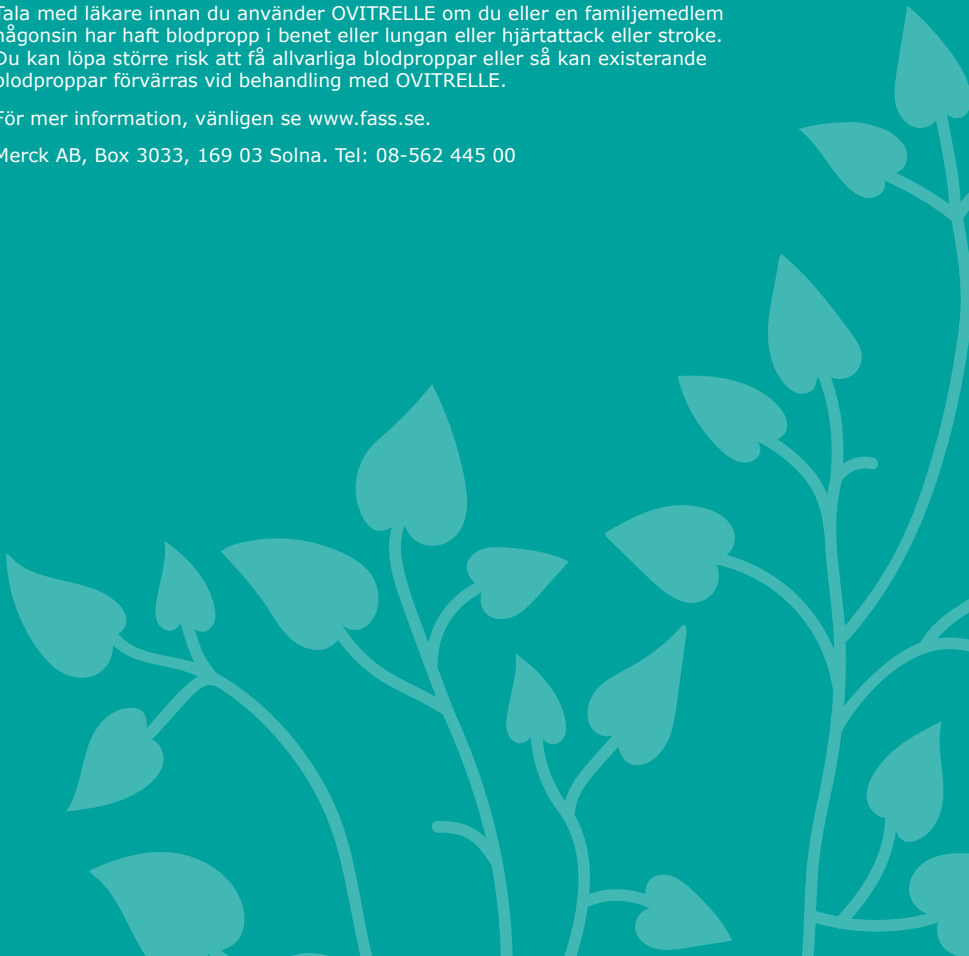 Tala med läkare innan du använder OVITRELLE om du eller en familjemedlem
någonsin har haft blodpropp i benet eller lungan eller hjärtattack eller stroke.
Du kan löpa större risk att få allvarliga blodproppar eller så kan existerande
blodproppar förvärras vid behandling med OVITRELLE.
För mer information, vänligen se www.fass.se.
Merck AB, Box 3033, 169 03 Solna. Tel: 08-562 445 00